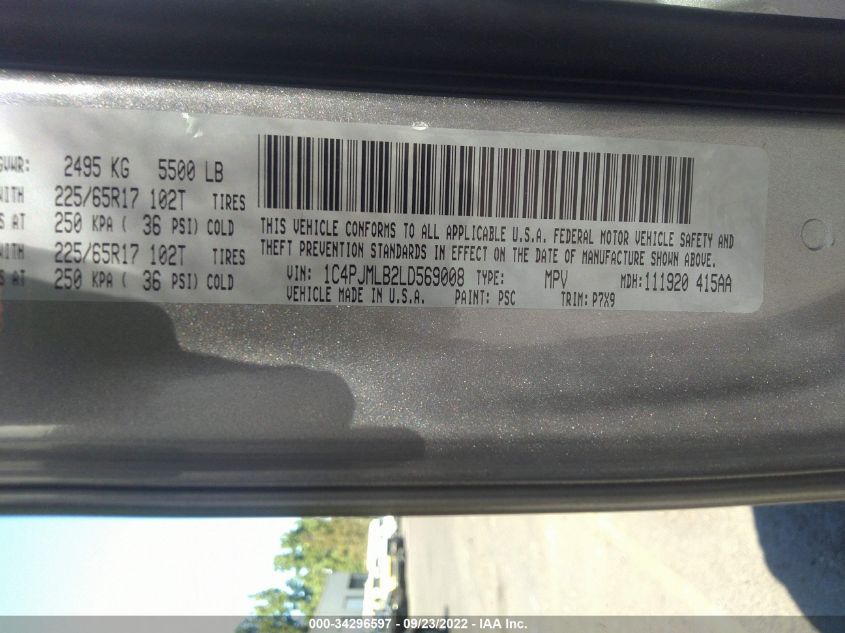 GVWR: 2495 KG 5500 LB
WITH 225/65R17 102T TIRES
S AT 250 KPA ( 36 PSI) COLD
WITH 225/65R17 102T TIRES
S AT 250 KPA ( 36 PSI) COLD
THIS VEHICLE CONFORMS TO ALL APPLICABLE U.S.A. FEDERAL MOTOR VEHICLE SAFETY AND
THEFT PREVENTION STANDARDS IN EFFECT ON THE DATE OF MANUFACTURE SHOWN ABOVE.
VIN: 1C4PJMLB2LD569008 TYPE: MPV MDH: 111920 415AA
VEHICLE MADE IN U.S.A. PAINT: PSC TRIM: P7X9
000-34296597 - 09/23/2022 - IAA Inc.